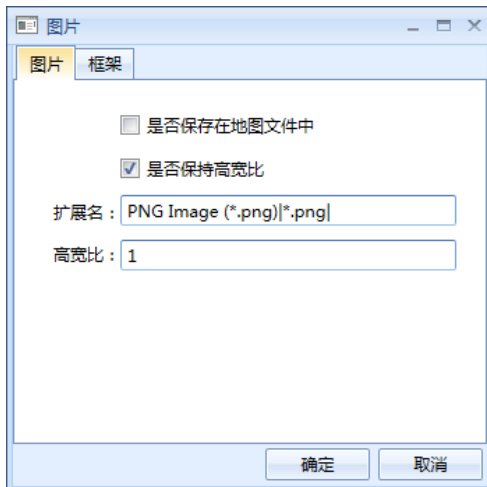 图片
图片 框架
是否保存在地图文件中
是否保持高宽比
扩展名： PNG Image (*.png)|*.png|
高宽比： 1
确定 取消